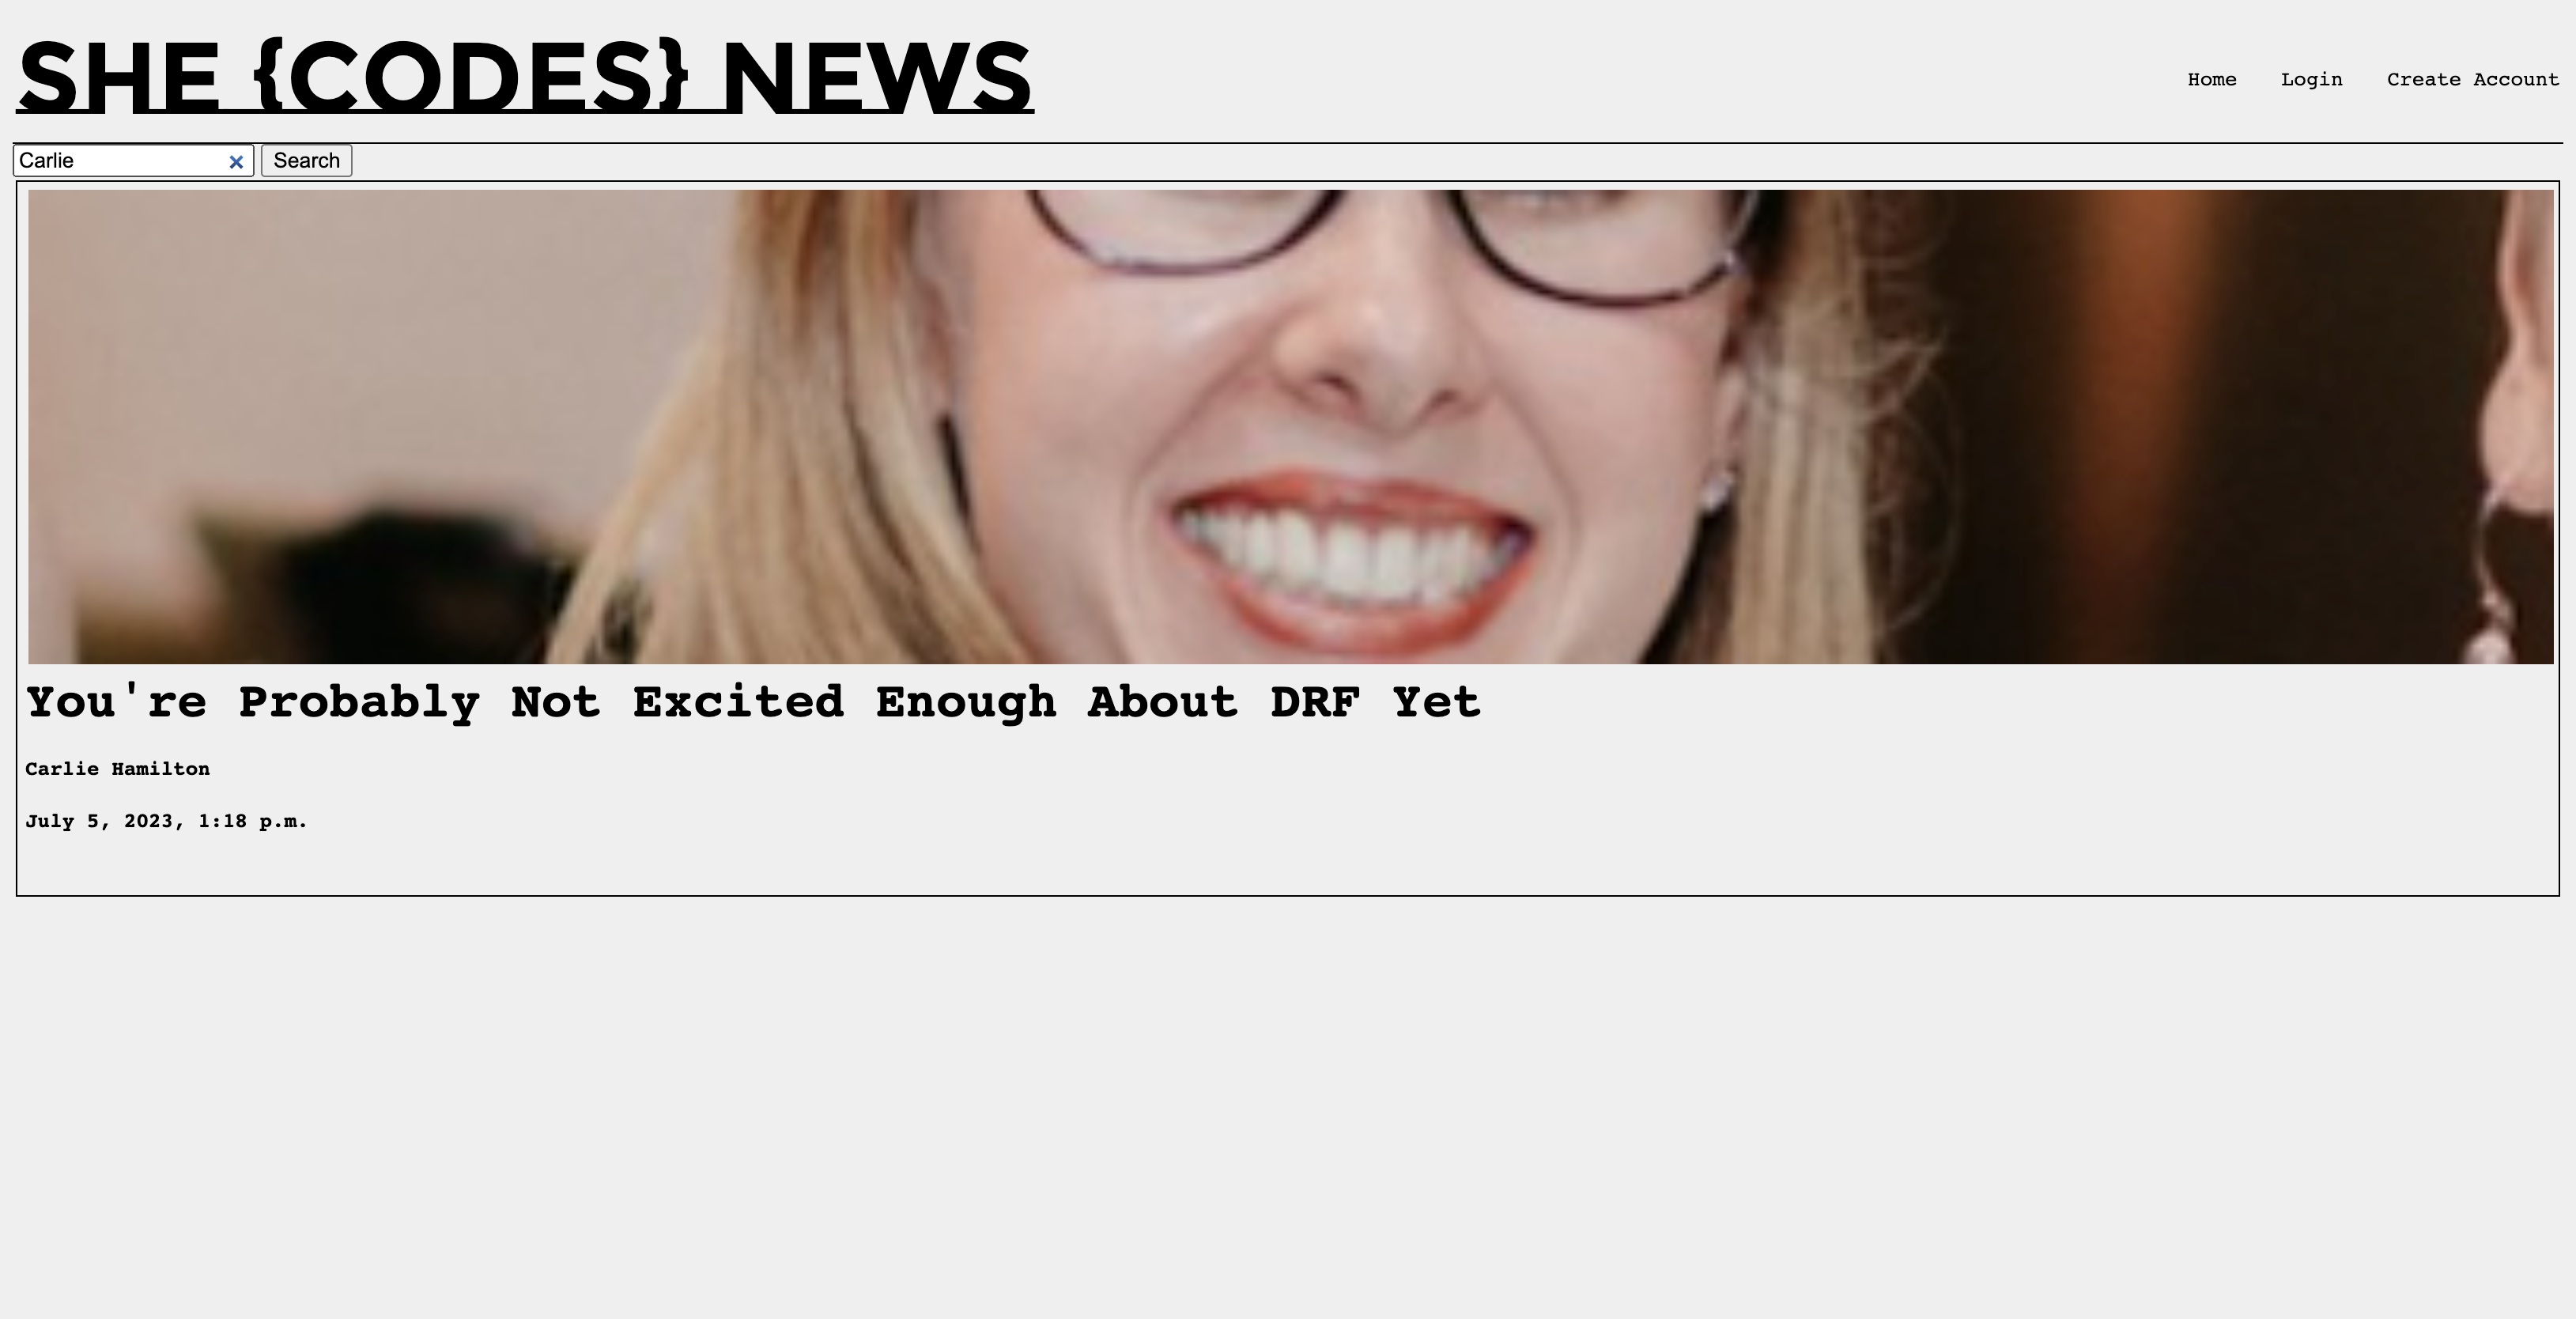 SHE {CODES} NEWS
Home Login Create Account
Carlie × Search
You're Probably Not Excited Enough About DRF Yet
Carlie Hamilton
July 5, 2023, 1:18 p.m.